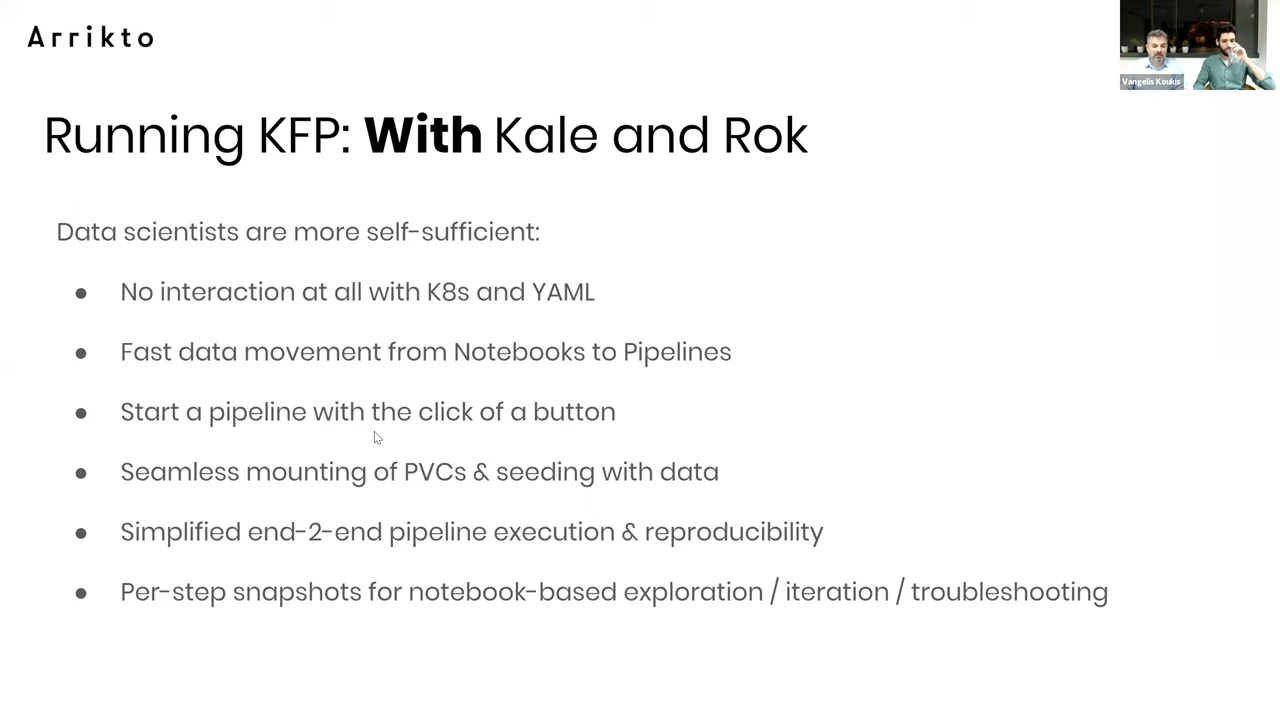 Arrikto
Vangelis Koukis
Running KFP: With Kale and Rok
Data scientists are more self-sufficient:
● No interaction at all with K8s and YAML
● Fast data movement from Notebooks to Pipelines
● Start a pipeline with the click of a button
● Seamless mounting of PVCs & seeding with data
● Simplified end-2-end pipeline execution & reproducibility
● Per-step snapshots for notebook-based exploration / iteration / troubleshooting